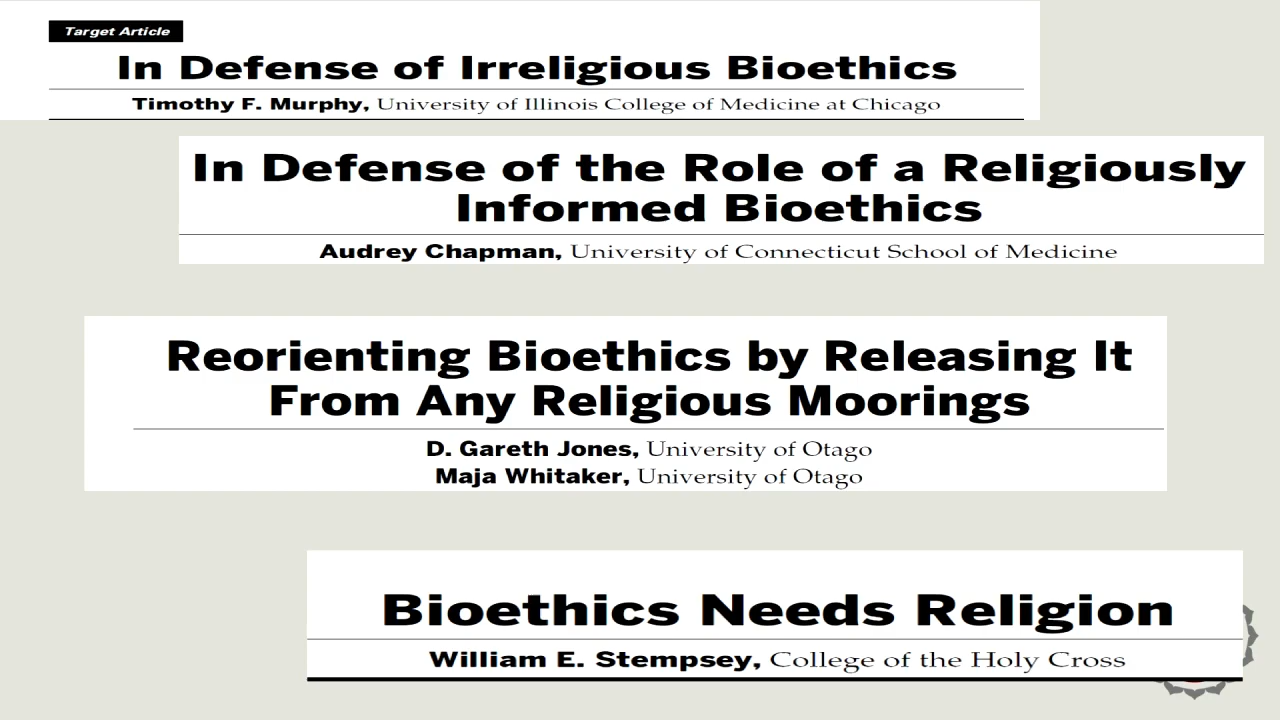 Target Article
In Defense of Irreligious Bioethics
Timothy F. Murphy, University of Illinois College of Medicine at Chicago
In Defense of the Role of a Religiously
Informed Bioethics
Audrey Chapman, University of Connecticut School of Medicine
Reorienting Bioethics by Releasing It
From Any Religious Moorings
D. Gareth Jones, University of Otago
Maja Whitaker, University of Otago
Bioethics Needs Religion
William E. Stempsey, College of the Holy Cross